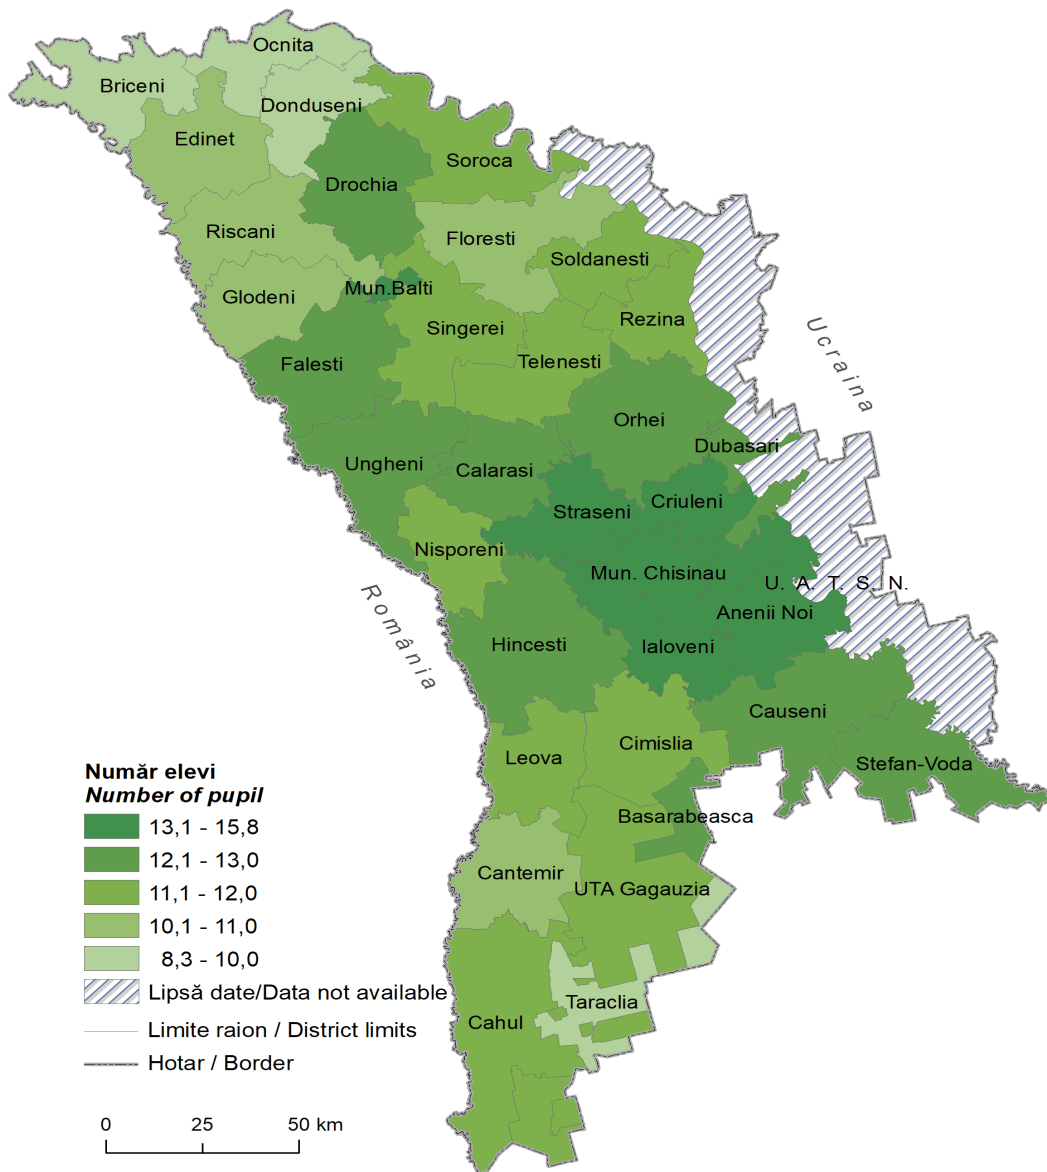 Ocnita
Briceni
Donduseni
Edinet
Soroca
Drochia
Riscani
Floresti
Soldanesti
Mun.Balti
Glodeni
Rezina
Singerei
Telenesti
Falesti
Ucraina
Orhei
Dubasari
Ungheni
Calarasi
Criuleni
Straseni
Nisporeni
Mun. Chisinau
U. A. T. S. N.
Anenii Noi
România
Hincesti
Ialoveni
Causeni
Cimislia
Leova
Stefan-Voda
Basarabeasca
Cantemir
UTA Gagauzia
Taraclia
Cahul
Număr elevi
Number of pupil
13,1 - 15,8
12,1 - 13,0
11,1 - 12,0
10,1 - 11,0
8,3 - 10,0
Lipsă date/Data not available
Limite raion / District limits
Hotar / Border
0 25 50 km